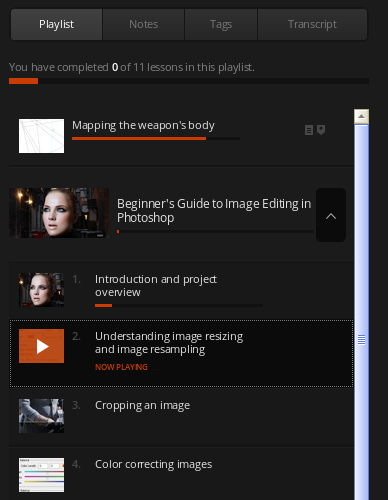 Playlist
Notes
Tags
Transcript
You have completed 0 of 11 lessons in this playlist.
Mapping the weapon's body
Beginner's Guide to Image Editing in
Photoshop
1.
Introduction and project
overview
2.
Understanding image resizing
and image resampling
NOW PLAYING
3.
Cropping an image
4.
Color correcting images